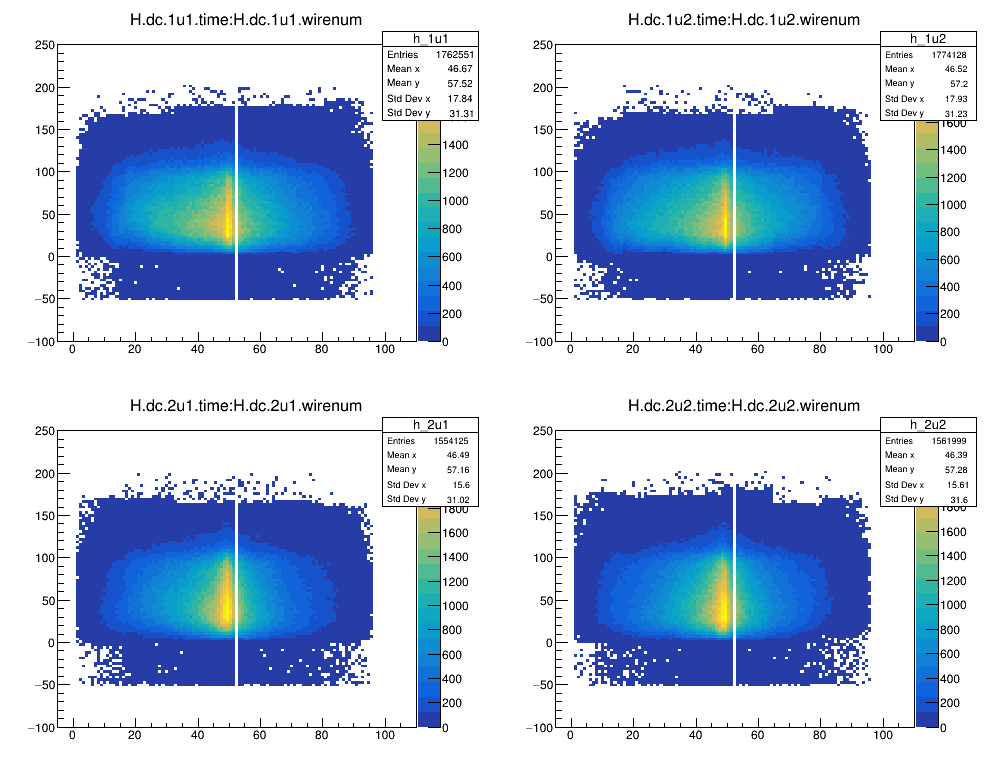 H.dc.1u1.time:H.dc.1u1.wirenum
h_1u1
Entries 1762551
Mean x 46.67
Mean y 57.52
Std Dev x 17.84
Std Dev y 31.31
250
200
150
100
50
0
−50
−100
0 20 40 60 80 100
1400
1200
1000
800
600
400
200
0
H.dc.1u2.time:H.dc.1u2.wirenum
h_1u2
Entries 1774128
Mean x 46.52
Mean y 57.2
Std Dev x 17.93
Std Dev y 31.23
250
200
150
100
50
0
−50
−100
0 20 40 60 80 100
1600
1400
1200
1000
800
600
400
200
0
H.dc.2u1.time:H.dc.2u1.wirenum
h_2u1
Entries 1554125
Mean x 46.49
Mean y 57.16
Std Dev x 15.6
Std Dev y 31.02
250
200
150
100
50
0
−50
−100
0 20 40 60 80 100
1800
1600
1400
1200
1000
800
600
400
200
0
H.dc.2u2.time:H.dc.2u2.wirenum
h_2u2
Entries 1561999
Mean x 46.39
Mean y 57.28
Std Dev x 15.61
Std Dev y 31.6
250
200
150
100
50
0
−50
−100
0 20 40 60 80 100
1800
1600
1400
1200
1000
800
600
400
200
0